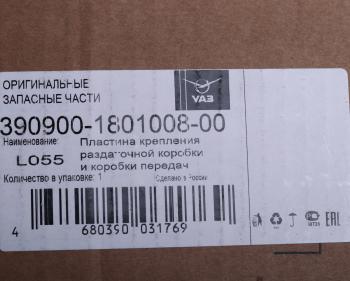 ОРИГИНАЛЬНЫЕ
ЗАПАСНЫЕ ЧАСТИ
УАЗ
390900-1801008-00
Наименование:
Пластина крепления
раздаточной коробки
и коробки передач
L055
Количество в упаковке: 1
Сделано в России
4 680390 031769
EAC